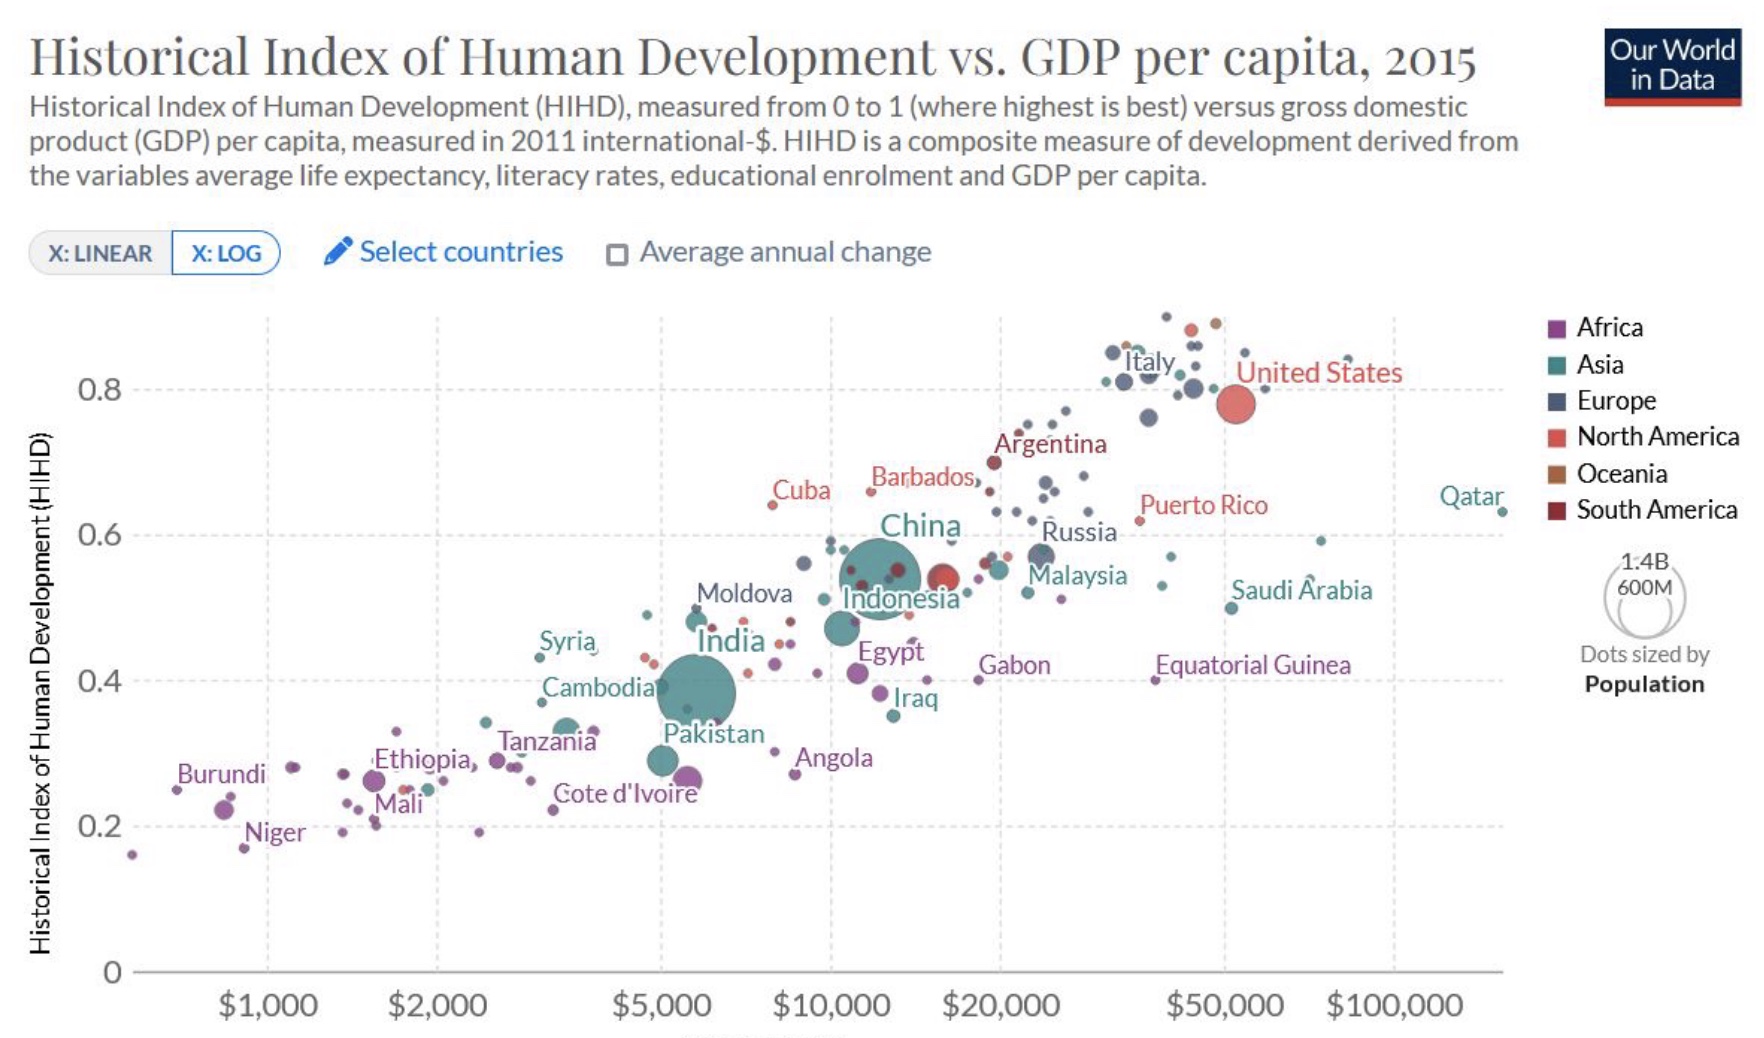 Historical Index of Human Development vs. GDP per capita, 2015
Our World
in Data
Historical Index of Human Development (HIHD), measured from 0 to 1 (where highest is best) versus gross domestic
product (GDP) per capita, measured in 2011 international-$. HIHD is a composite measure of development derived from
the variables average life expectancy, literacy rates, educational enrolment and GDP per capita.
X: LINEAR
X: LOG
Select countries
Average annual change
Historical Index of Human Development (HIHD)
0.8
0.6
0.4
0.2
0
Italy
United States
Argentina
Cuba
Barbados
Puerto Rico
Qatar
China
Russia
Malaysia
Moldova
Indonesia
Saudi Arabia
Syria
India
Egypt
Gabon
Equatorial Guinea
Cambodia
Iraq
Pakistan
Tanzania
Ethiopia
Angola
Burundi
Cote d'Ivoire
Mali
Niger
$1,000
$2,000
$5,000
$10,000
$20,000
$50,000
$100,000
Africa
Asia
Europe
North America
Oceania
South America
1:4B
600M
Dots sized by
Population